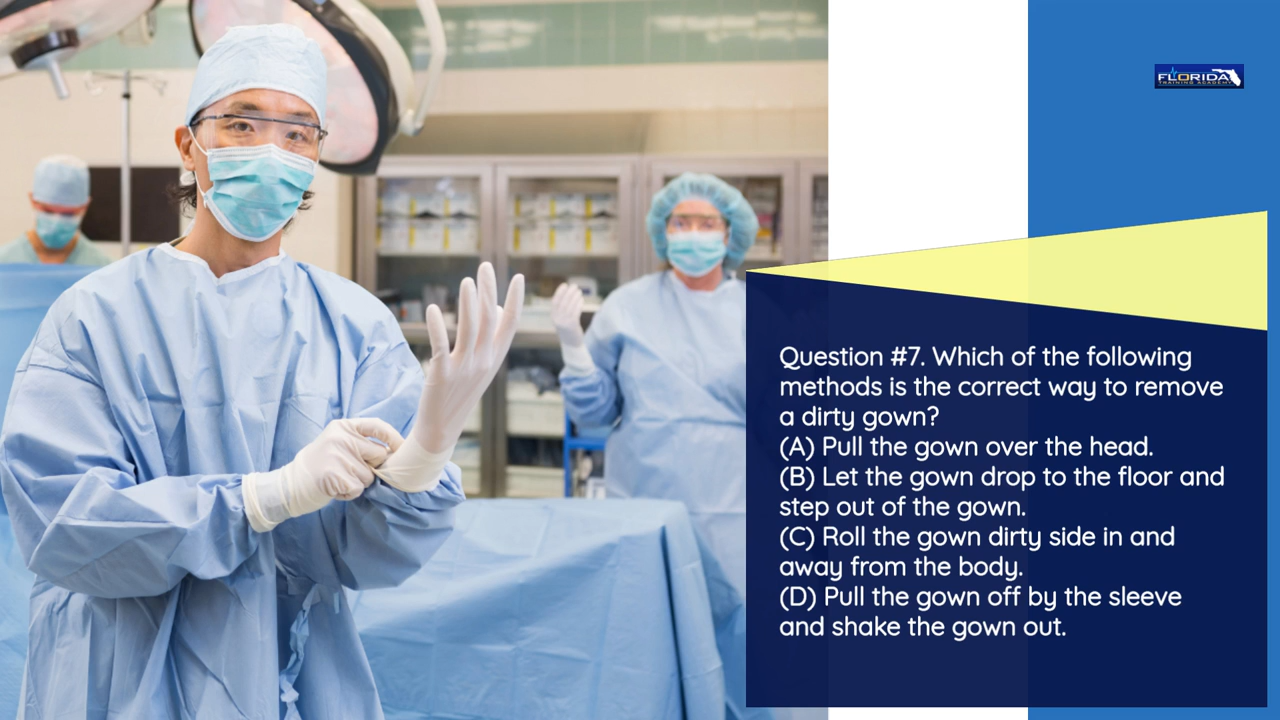 FLORIDA
TRAINING ACADEMY
Question #7. Which of the following
methods is the correct way to remove
a dirty gown?
(A) Pull the gown over the head.
(B) Let the gown drop to the floor and
step out of the gown.
(C) Roll the gown dirty side in and
away from the body.
(D) Pull the gown off by the sleeve
and shake the gown out.